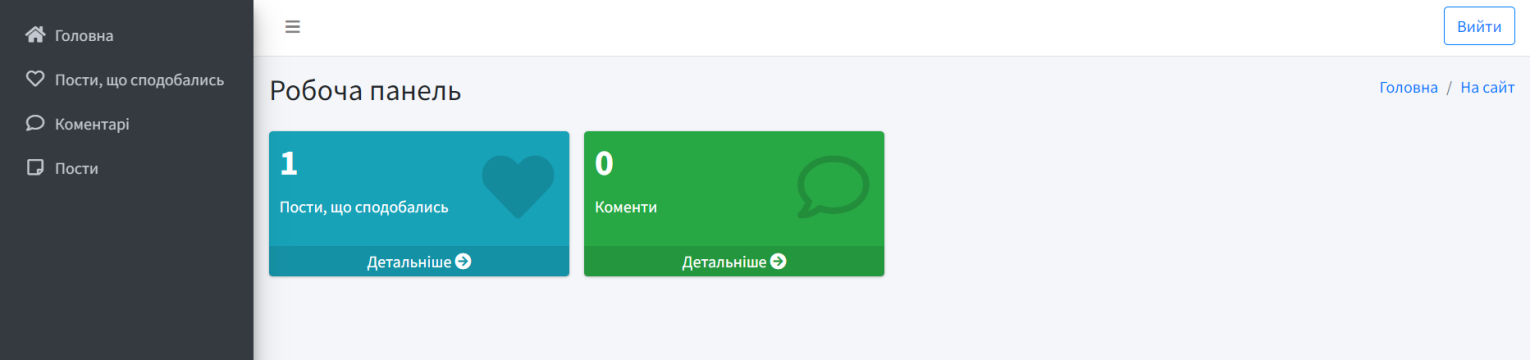 Головна
Пости, що сподобались
Коментарі
Пости
Вийти
Робоча панель
Головна / На сайт
1
Пости, що сподобались
Детальніше
0
Коменти
Детальніше